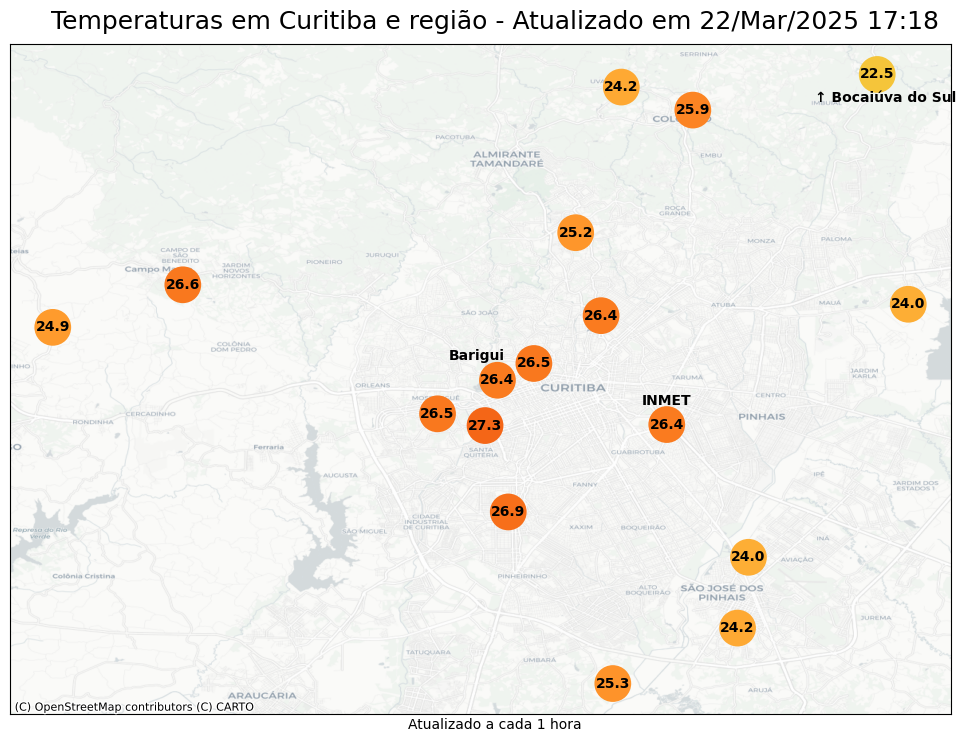 Temperaturas em Curitiba e região - Atualizado em 22/Mar/2025 17:18
SERRINHA
22.5
24.2
↑ Bocaiúva do Sul
25.9
PACOTUBA
ALMIRANTE
TAMANDARÉ
EMBU
ROÇA
GRANDE
25.2
MONZA
PALOMA
CAMPO DE
SÃO
BENEDITO
JURUQUI
PIONEIRO
JARDIM
NOVOS
HORIZONTES
26.6
24.0
ATUBA
MAUÁ
SÃO JOÃO
26.4
24.9
COLÔNIA
DOM PEDRO
Barigui
26.5
JARDIM
KARLA
26.4
TARUMÃ
ORLEANS
CURITIBA
CENTRO
INMET
26.5
CERCADINHO
RONDINHA
PINHAIS
27.3
26.4
Ferraria
SANTA
QUITÉRIA
GUABIROTUBA
AUGUSTA
IPÊ
FANNY
JARDIM DOS
ESTADOS I
26.9
CIDADE
INDUSTRIAL
DE CURITIBA
SÃO MIGUEL
XAXIM
BOQUEIRÃO
Represa do Rio
Verde
INÃ
24.0
AVIAÇÃO
Colônia Cristina
PINHEIRINHO
ALTO
BOQUEIRÃO
SÃO JOSÉ DOS
PINHAIS
JUREMA
24.2
TATUQUARA
UMBARÁ
25.3
ARUJÁ
ARAUCÁRIA
(C) OpenStreetMap contributors (C) CARTO
Atualizado a cada 1 hora